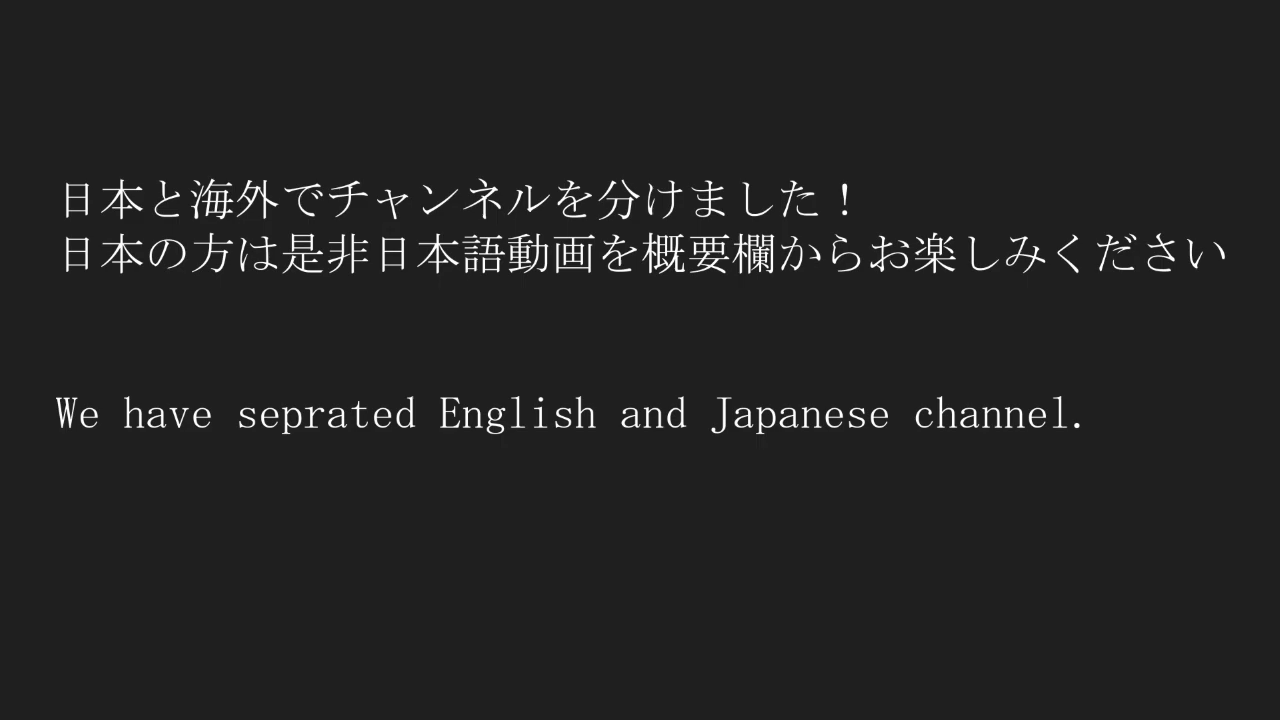 日本と海外でチャンネルを分けました！
日本の方は是非日本語動画を概要欄からお楽しみください
We have seprated English and Japanese channel.